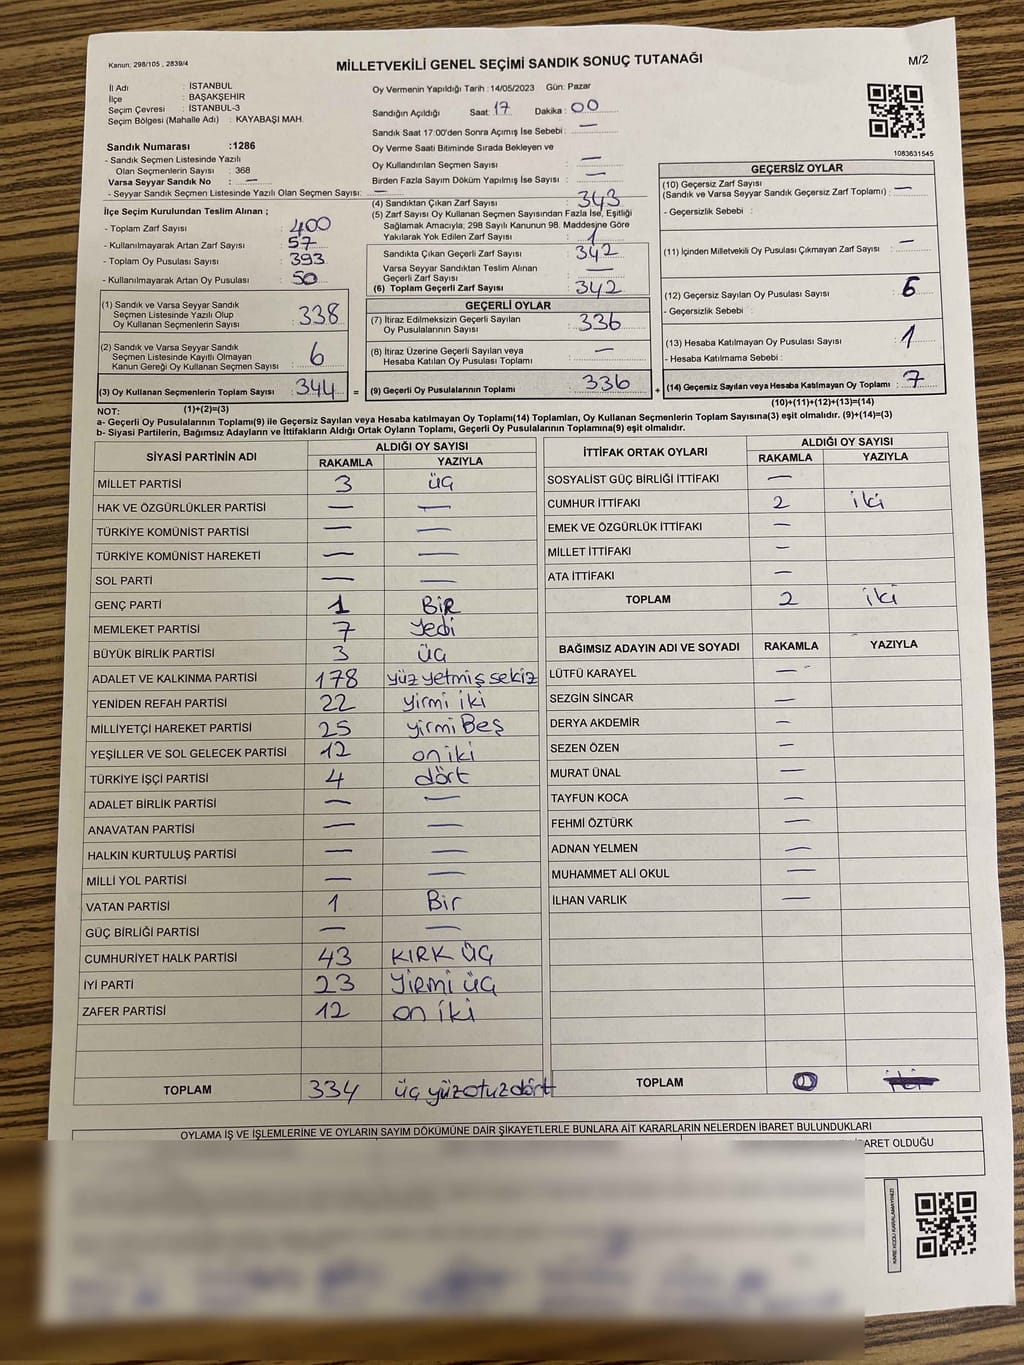 Kanun: 298/105 , 2839/4
MİLLETVEKİLİ GENEL SEÇİMİ SANDIK SONUÇ TUTANAĞI
M/2
İl Adı : İSTANBUL
İlçe : BAŞAKŞEHİR
Seçim Çevresi : İSTANBUL-3
Seçim Bölgesi (Mahalle Adı) : KAYABAŞI MAH.
Sandık Numarası :1286
- Sandık Seçmen Listesinde Yazılı
Olan Seçmenlerin Sayısı : 368
Varsa Seyyar Sandık No : —
- Seyyar Sandık Seçmen Listesinde Yazılı Olan Seçmen Sayısı: —
Oy Vermenin Yapıldığı Tarih : 14/05/2023 Gün: Pazar
Sandığın Açıldığı Saat: 17 Dakika : 00
Sandık Saat 17:00'den Sonra Açımış İse Sebebi : —
Oy Verme Saati Bitiminde Sırada Bekleyen ve
Oy Kullandırılan Seçmen Sayısı : —
Birden Fazla Sayım Döküm Yapılmış İse Sayısı : —
1083631545
İlçe Seçim Kurulundan Teslim Alınan ;
- Toplam Zarf Sayısı : 400
- Kullanılmayarak Artan Zarf Sayısı : 57
- Toplam Oy Pusulası Sayısı : 393
- Kullanılmayarak Artan Oy Pusulası : 50
(4) Sandıktan Çıkan Zarf Sayısı : 343
(5) Zarf Sayısı Oy Kullanan Seçmen Sayısından Fazla İse, Eşitliği
Sağlamak Amacıyla; 298 Sayılı Kanunun 98. Maddesine Göre
Yakılarak Yok Edilen Zarf Sayısı : 1
Sandıkta Çıkan Geçerli Zarf Sayısı : 342
Varsa Seyyar Sandıktan Teslim Alınan
Geçerli Zarf Sayısı : —
(6) Toplam Geçerli Zarf Sayısı : 342
GEÇERSİZ OYLAR
(10) Geçersiz Zarf Sayısı
(Sandık ve Varsa Seyyar Sandık Geçersiz Zarf Toplamı) : —
- Geçersizlik Sebebi :
(11) İçinden Milletvekili Oy Pusulası Çıkmayan Zarf Sayısı : —
(12) Geçersiz Sayılan Oy Pusulası Sayısı : 6
- Geçersizlik Sebebi :
(13) Hesaba Katılmayan Oy Pusulası Sayısı : 1
- Hesaba Katılmama Sebebi :
(1) Sandık ve Varsa Seyyar Sandık
Seçmen Listesinde Yazılı Olup
Oy Kullanan Seçmenlerin Sayısı : 338
(2) Sandık ve Varsa Seyyar Sandık
Seçmen Listesinde Kayıtlı Olmayan
Kanun Gereği Oy Kullanan Seçmen Sayısı : 6
GEÇERLİ OYLAR
(7) İtiraz Edilmeksizin Geçerli Sayılan
Oy Pusulalarının Sayısı : 336
(8) İtiraz Üzerine Geçerli Sayılan veya
Hesaba Katılan Oy Pusulası Toplamı : —
(3) Oy Kullanan Seçmenlerin Toplam Sayısı : 344 = (9) Geçerli Oy Pusulalarının Toplamı : 336 + (14) Geçersiz Sayılan veya Hesaba Katılmayan Oy Toplamı : 7
NOT: (1)+(2)=(3) (10)+(11)+(12)+(13)=(14)
a- Geçerli Oy Pusulalarının Toplamı(9) ile Geçersiz Sayılan veya Hesaba katılmayan Oy Toplamı(14) Toplamları, Oy Kullanan Seçmenlerin Toplam Sayısına(3) eşit olmalıdır. (9)+(14)=(3)
b- Siyasi Partilerin, Bağımsız Adayların ve İttifakların Aldığı Ortak Oyların Toplamı, Geçerli Oy Pusulalarının Toplamına(9) eşit olmalıdır.
SİYASİ PARTİNİN ADI ALDIĞI OY SAYISI
RAKAMLA YAZIYLA
MİLLET PARTİSİ 3 üç
HAK VE ÖZGÜRLÜKLER PARTİSİ — —
TÜRKİYE KOMÜNİST PARTİSİ — —
TÜRKİYE KOMÜNİST HAREKETİ — —
SOL PARTİ — —
GENÇ PARTİ 1 BİR
MEMLEKET PARTİSİ 7 Yedi
BÜYÜK BİRLİK PARTİSİ 3 üç
ADALET VE KALKINMA PARTİSİ 178 yüz yetmiş sekiz
YENİDEN REFAH PARTİSİ 22 yirmi iki
MİLLİYETÇİ HAREKET PARTİSİ 25 yirmi Beş
YEŞİLLER VE SOL GELECEK PARTİSİ 12 on iki
TÜRKİYE İŞÇİ PARTİSİ 4 dört
ADALET BİRLİK PARTİSİ — —
ANAVATAN PARTİSİ — —
HALKIN KURTULUŞ PARTİSİ — —
MİLLİ YOL PARTİSİ — —
VATAN PARTİSİ 1 Bir
GÜÇ BİRLİĞİ PARTİSİ — —
CUMHURİYET HALK PARTİSİ 43 KIRK ÜÇ
İYİ PARTİ 23 Yirmi üç
ZAFER PARTİSİ 12 on iki
TOPLAM 334 üç yüz otuz dört
İTTİFAK ORTAK OYLARI ALDIĞI OY SAYISI
RAKAMLA YAZIYLA
SOSYALİST GÜÇ BİRLİĞİ İTTİFAKI —
CUMHUR İTTİFAKI 2 iki
EMEK VE ÖZGÜRLÜK İTTİFAKI —
MİLLET İTTİFAKI —
ATA İTTİFAKI —
TOPLAM 2 iki
BAĞIMSIZ ADAYIN ADI VE SOYADI RAKAMLA YAZIYLA
LÜTFÜ KARAYEL —
SEZGİN SİNCAR —
DERYA AKDEMİR —
SEZEN ÖZEN —
MURAT ÜNAL —
TAYFUN KOCA —
FEHMİ ÖZTÜRK —
ADNAN YELMEN —
MUHAMMET ALİ OKUL —
İLHAN VARLIK —
TOPLAM 0
OYLAMA İŞ VE İŞLEMLERİNE VE OYLARIN SAYIM DÖKÜMÜNE DAİR ŞİKAYETLERLE BUNLARA AİT KARARLARIN NELERDEN İBARET BULUNDUKLARI
İBARET OLDUĞU
KARE KODU KARALAMAYINIZ!